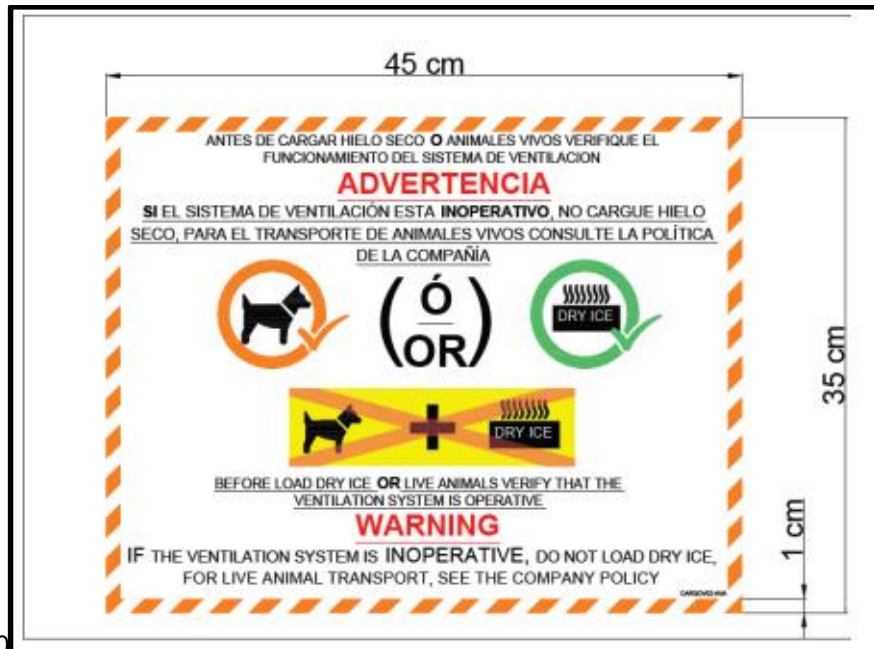 45 cm
ANTES DE CARGAR HIELO SECO O ANIMALES VIVOS VERIFIQUE EL
FUNCIONAMIENTO DEL SISTEMA DE VENTILACION
ADVERTENCIA
SI EL SISTEMA DE VENTILACIÓN ESTA INOPERATIVO, NO CARGUE HIELO
SECO, PARA EL TRANSPORTE DE ANIMALES VIVOS CONSULTE LA POLÍTICA
DE LA COMPAÑÍA
(Ó
OR)
DRY ICE
35 cm
+
DRY ICE
BEFORE LOAD DRY ICE OR LIVE ANIMALS VERIFY THAT THE
VENTILATION SYSTEM IS OPERATIVE
WARNING
IF THE VENTILATION SYSTEM IS INOPERATIVE, DO NOT LOAD DRY ICE,
FOR LIVE ANIMAL TRANSPORT, SEE THE COMPANY POLICY
1 cm